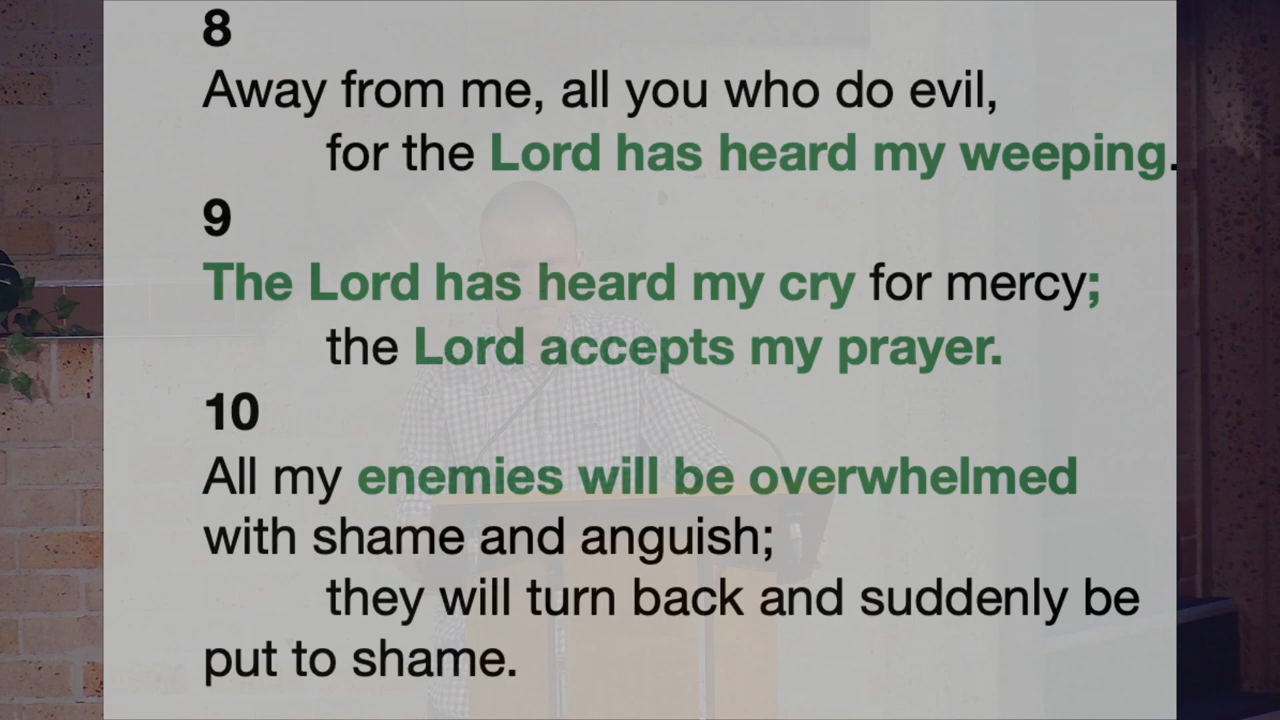 8
Away from me, all you who do evil,
for the Lord has heard my weeping.
9
The Lord has heard my cry for mercy;
the Lord accepts my prayer.
10
All my enemies will be overwhelmed
with shame and anguish;
they will turn back and suddenly be
put to shame.